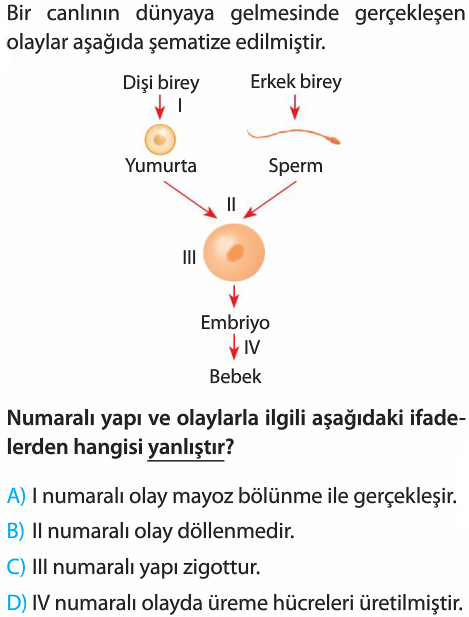 Bir canlının dünyaya gelmesinde gerçekleşen
olaylar aşağıda şematize edilmiştir.
Dişi birey
Erkek birey
I
Yumurta
Sperm
II
III
Embriyo
IV
Bebek
Numaralı yapı ve olaylarla ilgili aşağıdaki ifade-
lerden hangisi yanlıştır?
A) I numaralı olay mayoz bölünme ile gerçekleşir.
B) II numaralı olay döllenmedir.
C) III numaralı yapı zigottur.
D) IV numaralı olayda üreme hücreleri üretilmiştir.